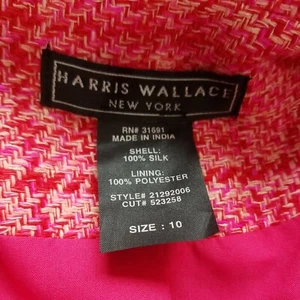 HARRIS WALLACE
NEW YORK
RN# 31691
MADE IN INDIA
SHELL:
100% SILK
LINING:
100% POLYESTER
STYLE# 21292006
CUT# 523258
SIZE : 10